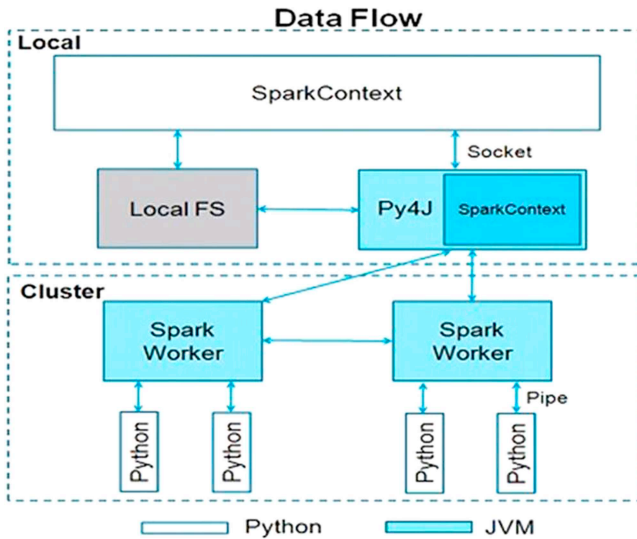 Data Flow
Local
SparkContext
Socket
Local FS
Py4J
SparkContext
Cluster
Spark
Worker
Spark
Worker
Pipe
Python
Python
Python
Python
Python
JVM